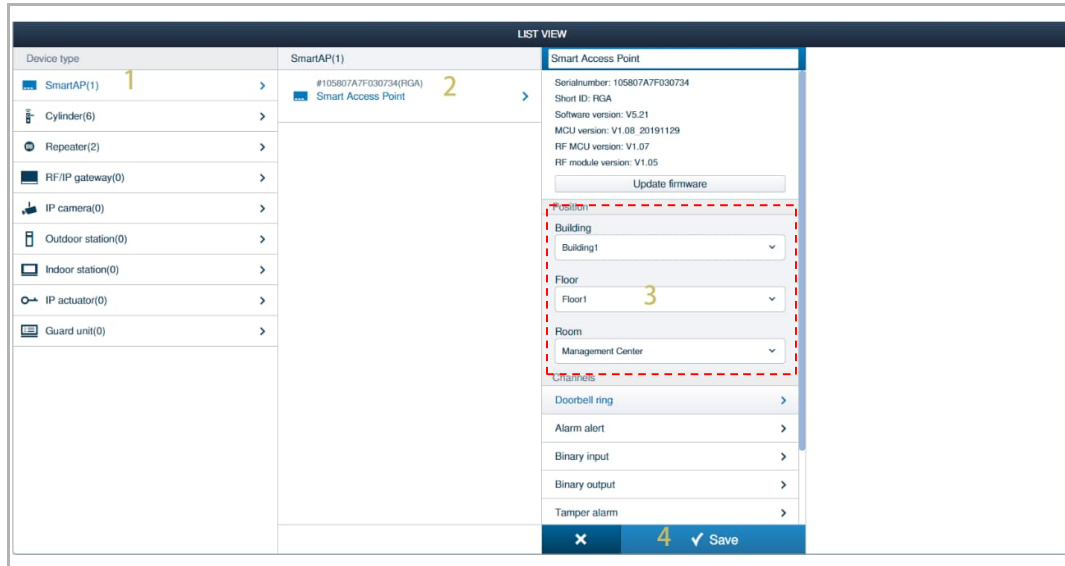 LIST VIEW
Device type
SmartAP(1)
1
Cylinder(6)
Repeater(2)
RF/IP gateway(0)
IP camera(0)
Outdoor station(0)
Indoor station(0)
IP actuator(0)
Guard unit(0)
SmartAP(1)
#105807A7F030734(RGA)
Smart Access Point
2
Smart Access Point
Serialnumber: 105807A7F030734
Short ID: RGA
Software version: V5.21
MCU version: V1.08_20191129
RF MCU version: V1.07
RF module version: V1.05
Update firmware
Position
Building
Building1
Floor
Floor1
3
Room
Management Center
Channels
Doorbell ring
Alarm alert
Binary input
Binary output
Tamper alarm
4
Save